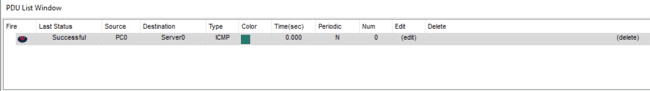 PDU List Window
Fire Last Status Source Destination Type Color Time(sec) Periodic Num Edit Delete
Successful PC0 Server0 ICMP 0.000 N 0 (edit) (delete)